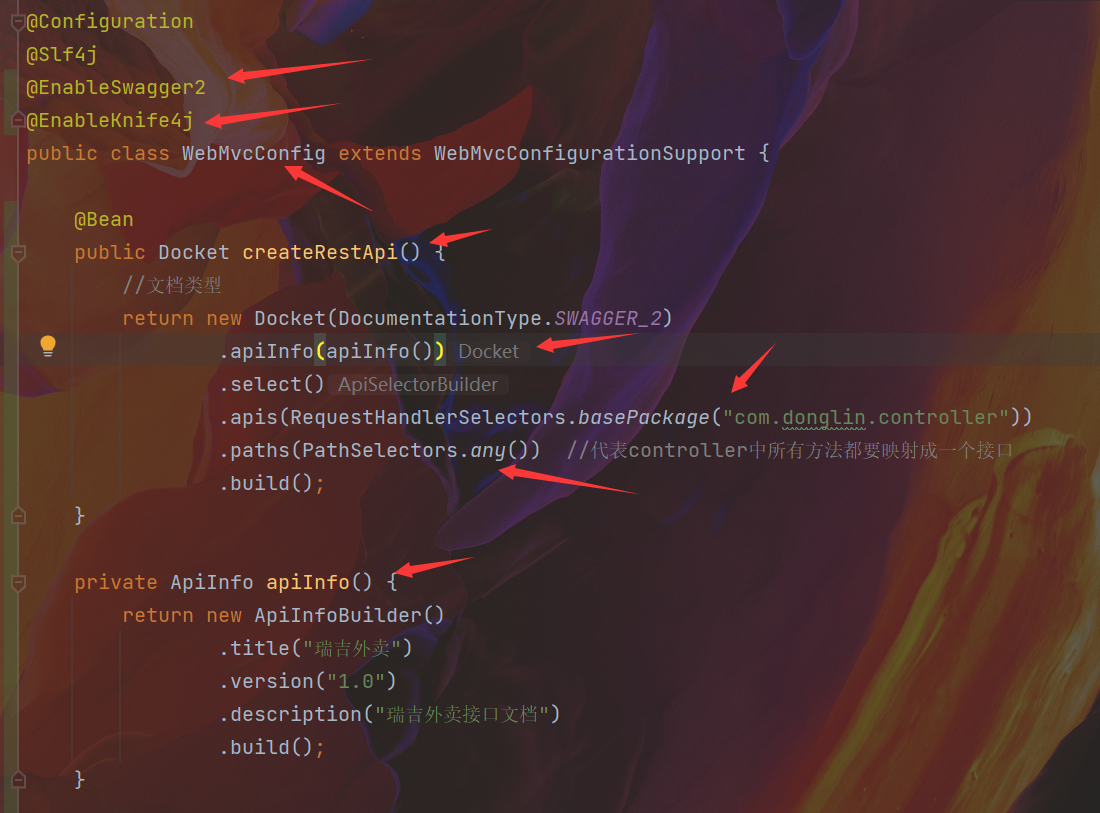 @Configuration
@Slf4j
@EnableSwagger2
@EnableKnife4j
public class WebMvcConfig extends WebMvcConfigurationSupport {
@Bean
public Docket createRestApi() {
//文档类型
return new Docket(DocumentationType.SWAGGER_2)
.apiInfo(apiInfo()) Docket
.select() ApiSelectorBuilder
.apis(RequestHandlerSelectors.basePackage("com.donglin.controller"))
.paths(PathSelectors.any()) //代表controller中所有方法都要映射成一个接口
.build();
}
private ApiInfo apiInfo() {
return new ApiInfoBuilder()
.title("瑞吉外卖")
.version("1.0")
.description("瑞吉外卖接口文档")
.build();
}